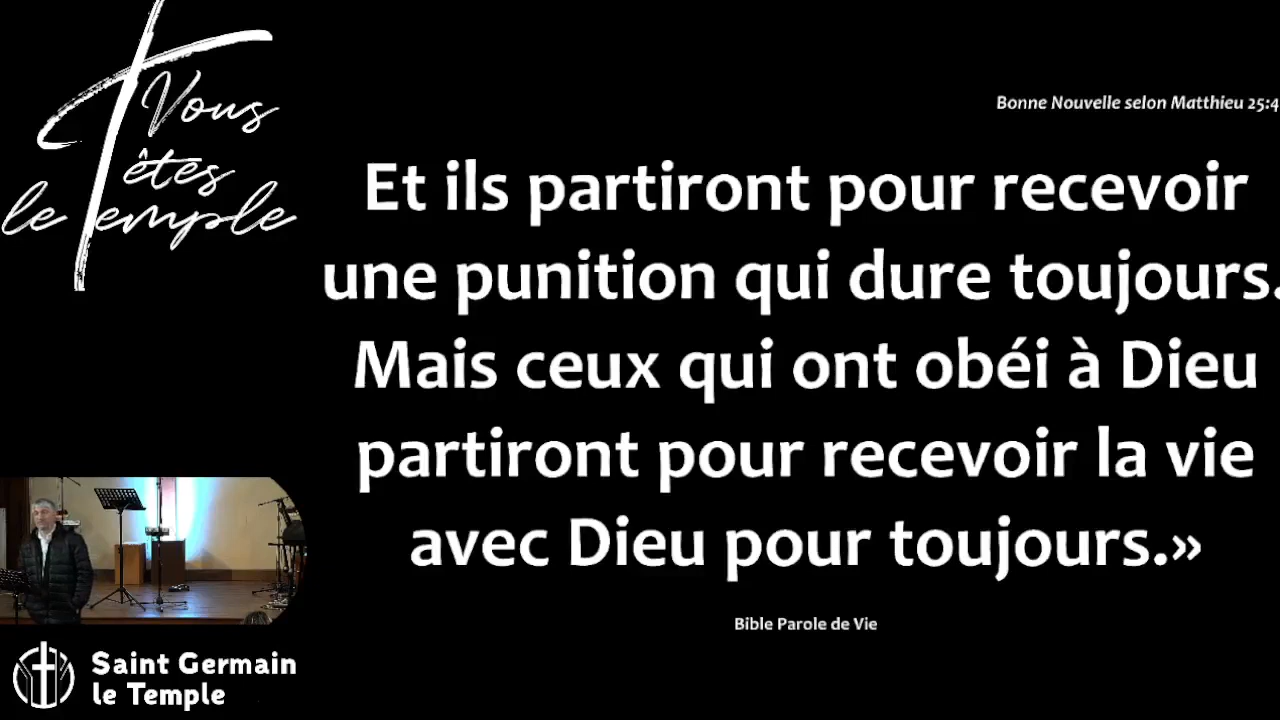 Vous
êtes
le Temple
Bonne Nouvelle selon Matthieu 25:4
Et ils partiront pour recevoir
une punition qui dure toujours.
Mais ceux qui ont obéi à Dieu
partiront pour recevoir la vie
avec Dieu pour toujours.»
Bible Parole de Vie
Saint Germain
le Temple